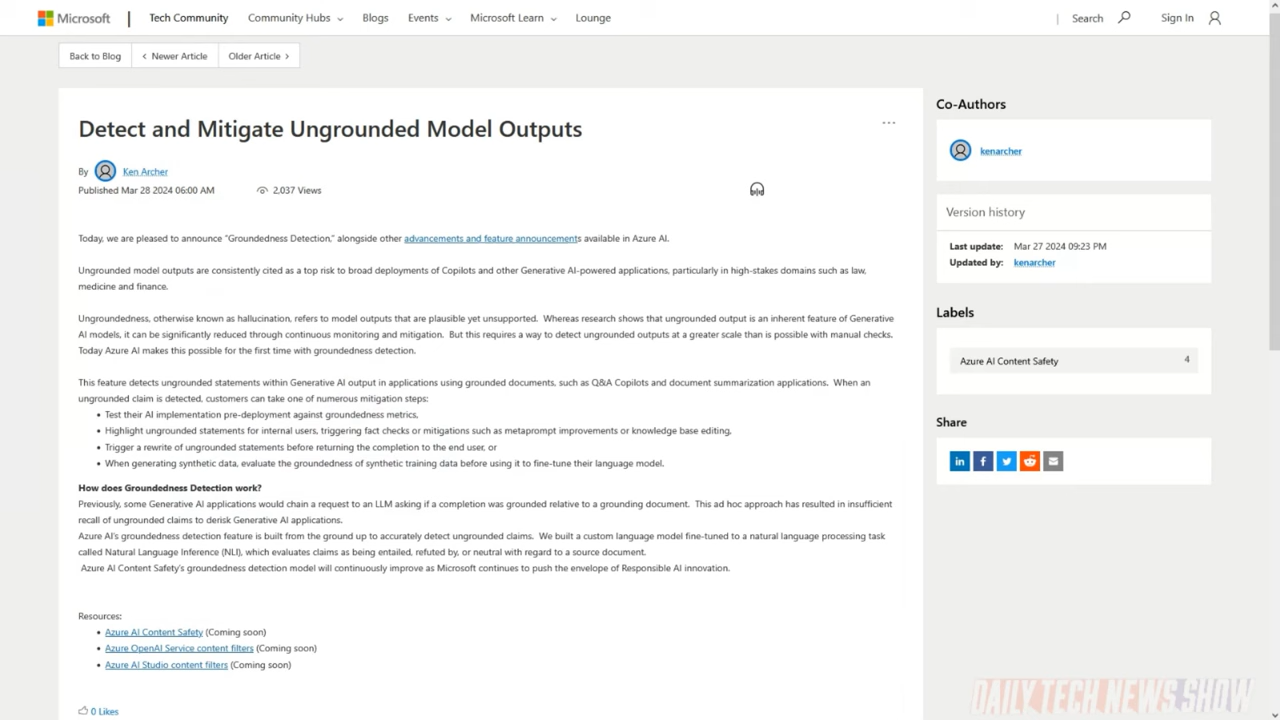 Microsoft | Tech Community Community Hubs Blogs Events Microsoft Learn Lounge | Search Sign In
Back to Blog < Newer Article Older Article >
Detect and Mitigate Ungrounded Model Outputs
By Ken Archer
Published Mar 28 2024 06:00 AM 2,037 Views
Today, we are pleased to announce "Groundedness Detection," alongside other advancements and feature announcements available in Azure AI.
Ungrounded model outputs are consistently cited as a top risk to broad deployments of Copilots and other Generative AI-powered applications, particularly in high-stakes domains such as law,
medicine and finance.
Ungroundedness, otherwise known as hallucination, refers to model outputs that are plausible yet unsupported. Whereas research shows that ungrounded output is an inherent feature of Generative
AI models, it can be significantly reduced through continuous monitoring and mitigation. But this requires a way to detect ungrounded outputs at a greater scale than is possible with manual checks.
Today Azure AI makes this possible for the first time with groundedness detection.
This feature detects ungrounded statements within Generative AI output in applications using grounded documents, such as Q&A Copilots and document summarization applications. When an
ungrounded claim is detected, customers can take one of numerous mitigation steps:
• Test their AI implementation pre-deployment against groundedness metrics,
• Highlight ungrounded statements for internal users, triggering fact checks or mitigations such as metaprompt improvements or knowledge base editing,
• Trigger a rewrite of ungrounded statements before returning the completion to the end user, or
• When generating synthetic data, evaluate the groundedness of synthetic training data before using it to fine-tune their language model.
How does Groundedness Detection work?
Previously, some Generative AI applications would chain a request to an LLM asking if a completion was grounded relative to a grounding document. This ad hoc approach has resulted in insufficient
recall of ungrounded claims to derisk Generative AI applications.
Azure AI's groundedness detection feature is built from the ground up to accurately detect ungrounded claims. We built a custom language model fine-tuned to a natural language processing task
called Natural Language Inference (NLI), which evaluates claims as being entailed, refuted by, or neutral with regard to a source document.
Azure AI Content Safety's groundedness detection model will continuously improve as Microsoft continues to push the envelope of Responsible AI innovation.
Resources:
• Azure AI Content Safety (Coming soon)
• Azure OpenAI Service content filters (Coming soon)
• Azure AI Studio content filters (Coming soon)
0 Likes
Co-Authors
kenarcher
Version history
Last update: Mar 27 2024 09:23 PM
Updated by: kenarcher
Labels
Azure AI Content Safety 4
Share
DAILY TECH NEWS SHOW